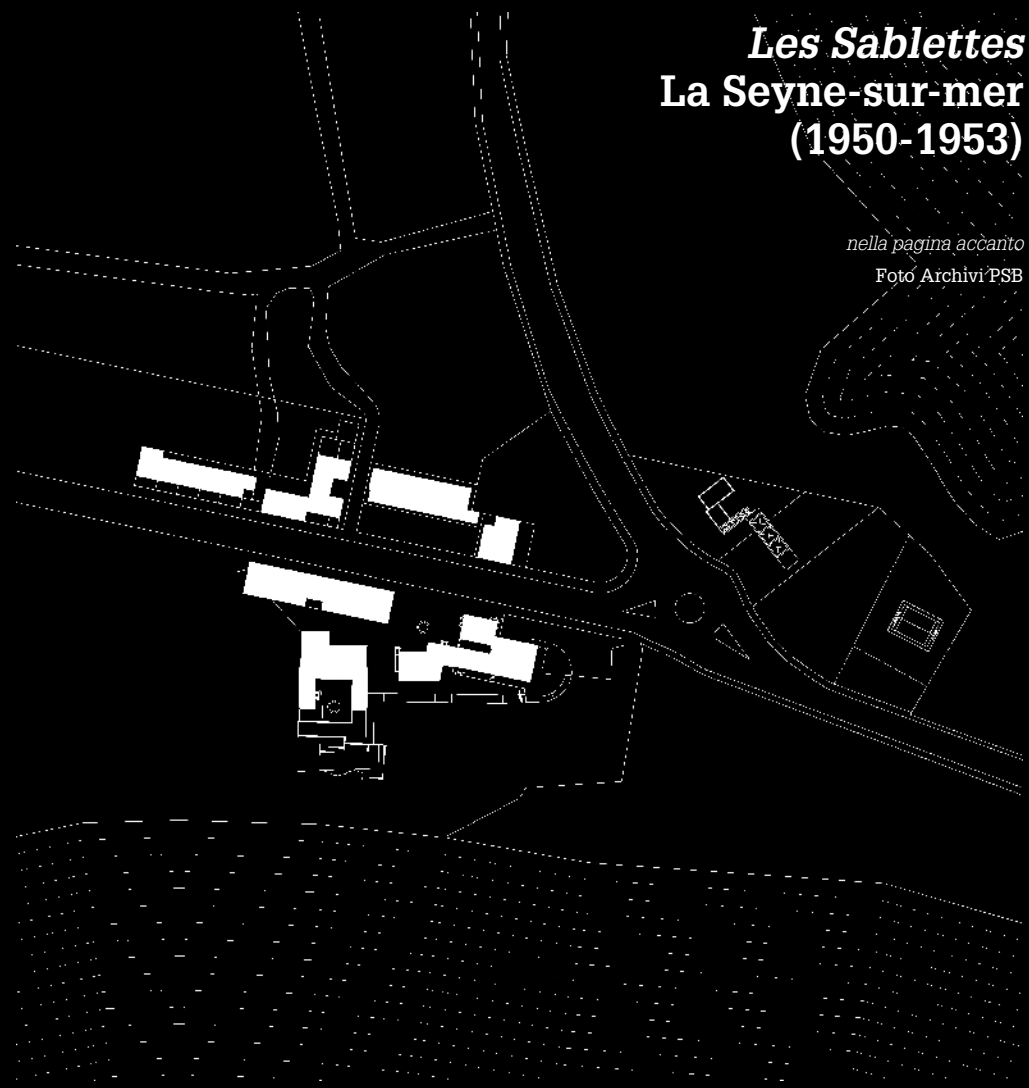 Les Sablettes
La Seyne-sur-mer
(1950-1953)
nella pagina accanto
Foto Archivi PSB